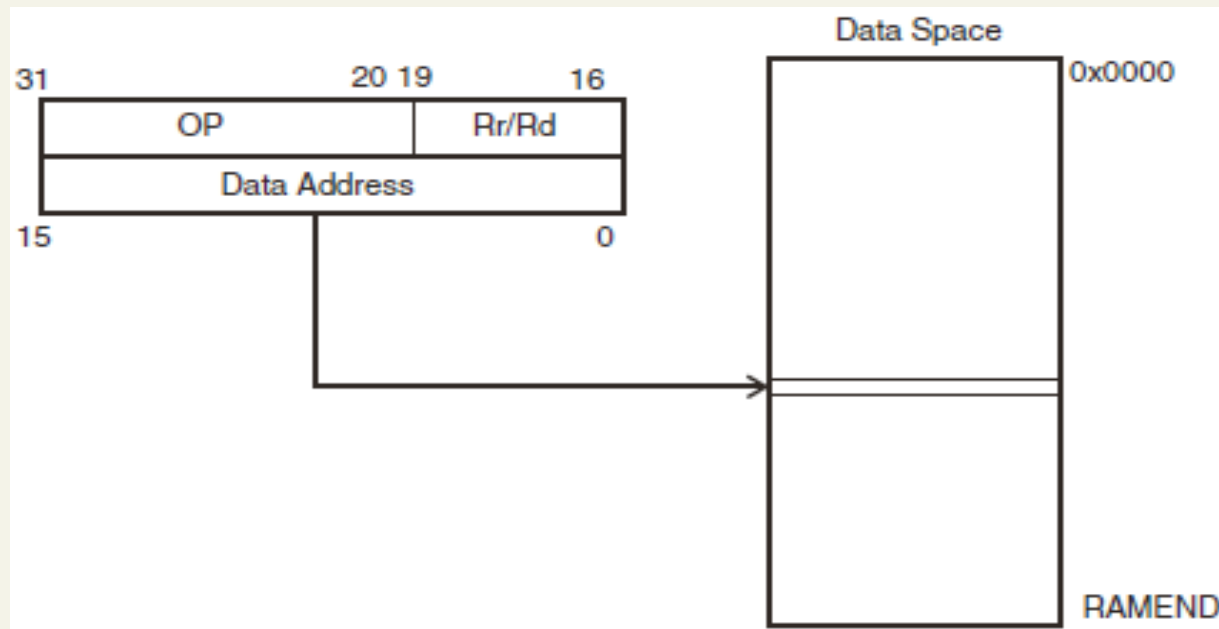 Data Space
0x0000
31 20 19 16
OP Rr/Rd
Data Address
15 0
RAMEND